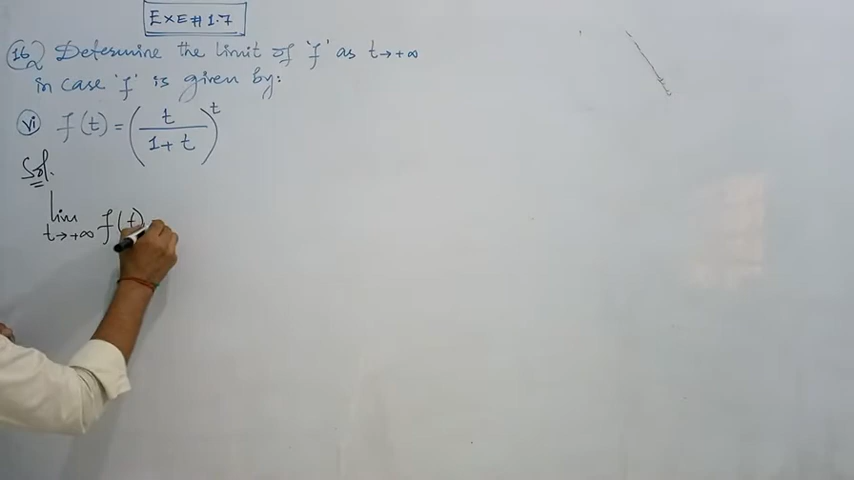 EXE # 1.7
16 Q Determine the limit of 'f' as t→+∞
in case 'f' is given by:
vi f(t) = (t/(1+t))^t
Sol.
lim t→+∞ f(t)